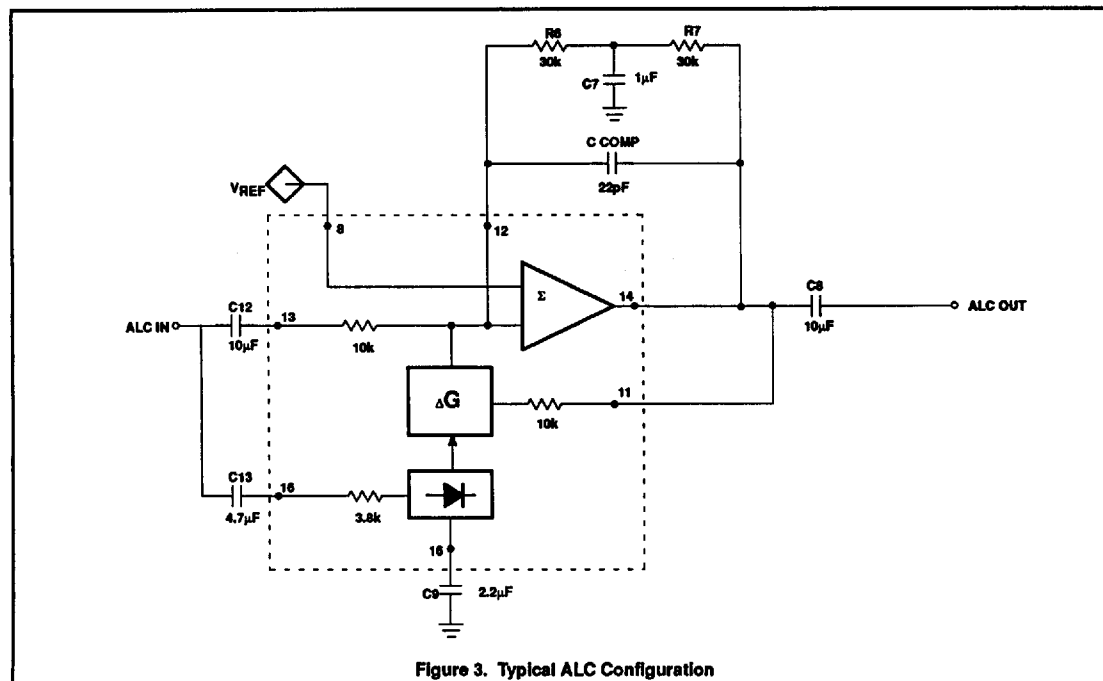 R6
30k
R7
30k
C7
1μF
C COMP
22pF
VREF
8
12
Σ
14
C8
10μF
ALC OUT
ALC IN
C12
10μF
13
10k
ΔG
10k
11
C13
4.7μF
16
3.8k
16
C9
2.2μF
Figure 3. Typical ALC Configuration